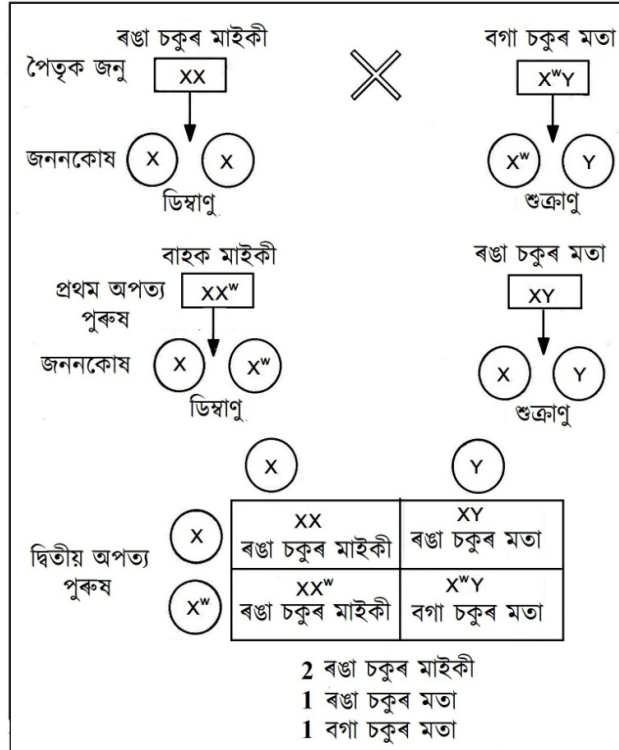 ৰঙা চকুৰ মাইকী বগা চকুৰ মতা
পৈতৃক জনু XX XʷY
জননকোষ X X Xʷ Y
ডিম্বাণু শুক্ৰাণু
বাহক মাইকী ৰঙা চকুৰ মতা
প্ৰথম অপত্য XXʷ XY
পুৰুষ
জননকোষ X Xʷ X Y
ডিম্বাণু শুক্ৰাণু
X Y
X XX XY
ৰঙা চকুৰ মাইকী ৰঙা চকুৰ মতা
দ্বিতীয় অপত্য
পুৰুষ
Xʷ XXʷ XʷY
ৰঙা চকুৰ মাইকী বগা চকুৰ মতা
2 ৰঙা চকুৰ মাইকী
1 ৰঙা চকুৰ মতা
1 বগা চকুৰ মতা